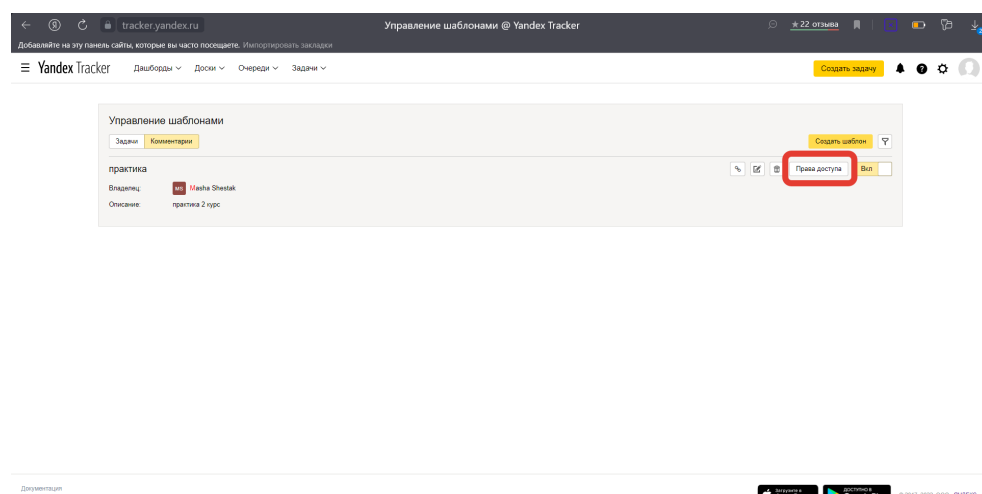 tracker.yandex.ru Управление шаблонами @ Yandex Tracker ★ 22 отзыва
Добавляйте на эту панель сайты, которые вы часто посещаете. Импортировать закладки
Yandex Tracker Дашборды Доски Очереди Задачи Создать задачу
Управление шаблонами
Задачи Комментарии Создать шаблон
практика Права доступа Вкл
Владелец: MS Masha Shestak
Описание: практика 2 курс
Документация
Загрузите в ДОСТУПНО В